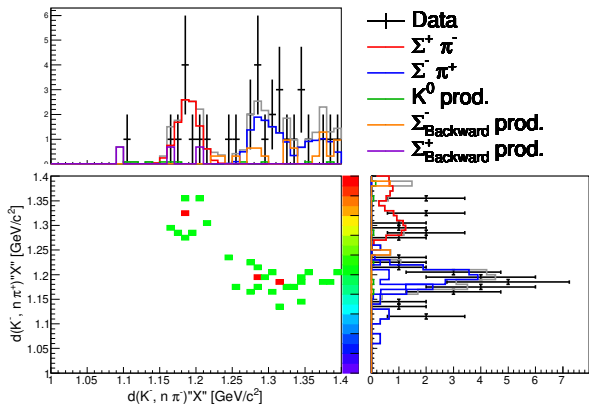 6
5
4
3
2
1
0
Data
Σ⁺ π⁻
Σ⁻ π⁺
K⁰ prod.
Σ⁻Backward prod.
Σ⁺Backward prod.
d(K⁻, n π⁺)"X" [GeV/c²]
1.4
1.35
1.3
1.25
1.2
1.15
1.1
1.05
1
1 1.05 1.1 1.15 1.2 1.25 1.3 1.35 1.4
d(K⁻, n π⁻)"X" [GeV/c²]
0 1 2 3 4 5 6 7